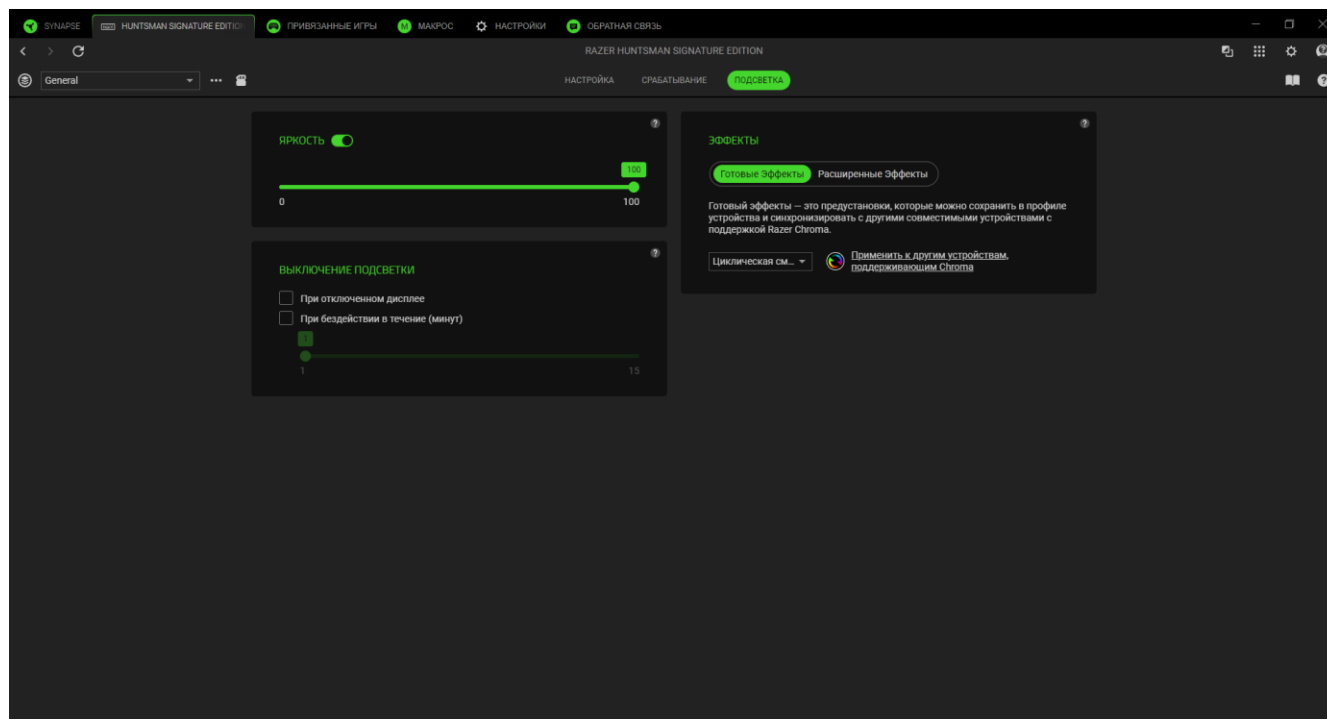 SYNAPSE
HUNTSMAN SIGNATURE EDITION
ПРИВЯЗАННЫЕ ИГРЫ
МАКРОС
НАСТРОЙКИ
ОБРАТНАЯ СВЯЗЬ
RAZER HUNTSMAN SIGNATURE EDITION
General
НАСТРОЙКА
СРАБАТЫВАНИЕ
ПОДСВЕТКА
ЯРКОСТЬ
100
0
100
ВЫКЛЮЧЕНИЕ ПОДСВЕТКИ
При отключенном дисплее
При бездействии в течение (минут)
1
1
15
ЭФФЕКТЫ
Готовые Эффекты
Расширенные Эффекты
Готовый эффекты — это предустановки, которые можно сохранить в профиле
устройства и синхронизировать с другими совместимыми устройствами с
поддержкой Razer Chroma.
Циклическая см...
Применить к другим устройствам,
поддерживающим Chroma